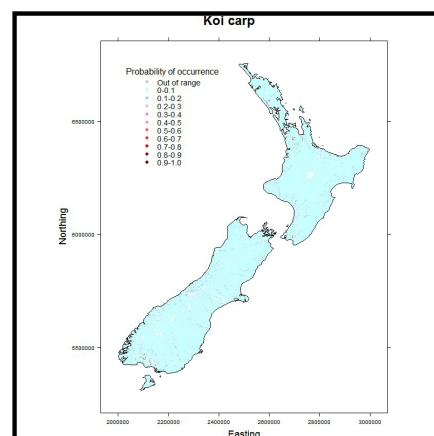 Koi carp
Probability of occurrence
Out of range
0-0.1
0.1-0.2
0.2-0.3
0.3-0.4
0.4-0.5
0.5-0.6
0.6-0.7
0.7-0.8
0.8-0.9
0.9-1.0
Northing
6500000
6000000
5500000
2000000 2200000 2400000 2600000 2800000 3000000
Easting